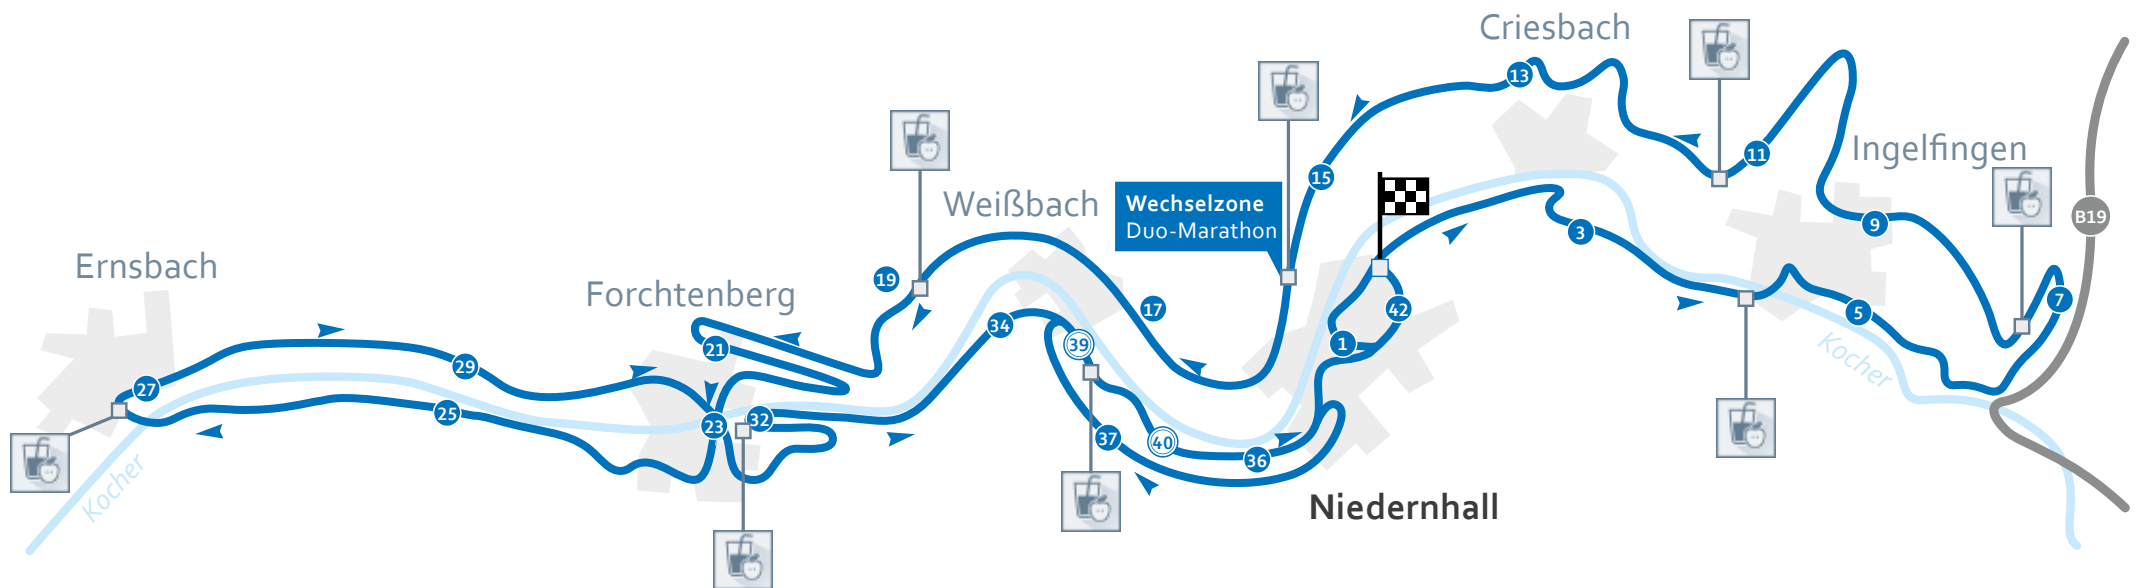 Criesbach
13
11
Ingelfingen
15
Wechselzone
Duo-Marathon
Weißbach
9
B19
3
Ernsbach
Forchtenberg
19
17
42
7
5
34
1
39
Kocher
21
29
27
25
23
32
37
40
36
Kocher
Niedernhall